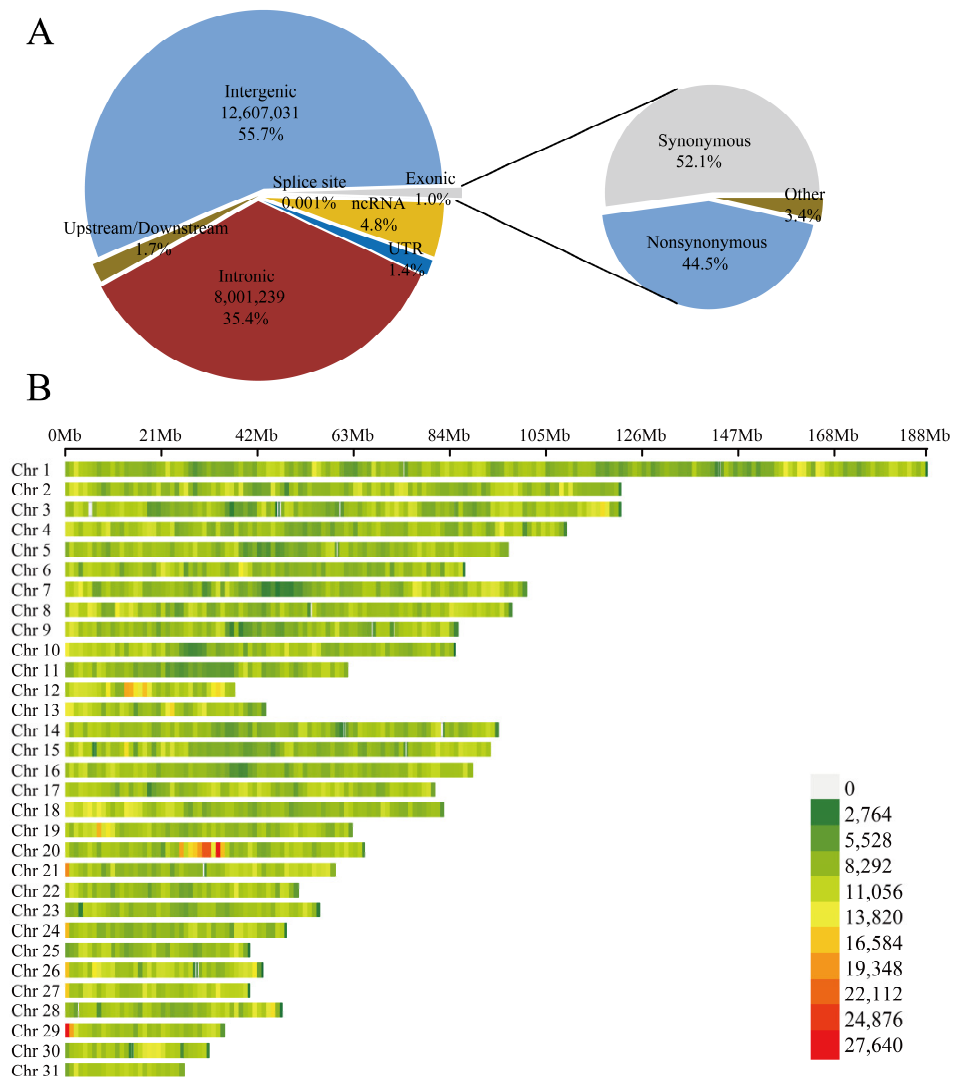 A
Intergenic
12,607,031
55.7%
Splice site
0.001%
Exonic
1.0%
ncRNA
4.8%
Upstream/Downstream
1.7%
UTR
1.4%
Intronic
8,001,239
35.4%
Synonymous
52.1%
Other
3.4%
Nonsynonymous
44.5%
B
0Mb 21Mb 42Mb 63Mb 84Mb 105Mb 126Mb 147Mb 168Mb 188Mb
Chr 1
Chr 2
Chr 3
Chr 4
Chr 5
Chr 6
Chr 7
Chr 8
Chr 9
Chr 10
Chr 11
Chr 12
Chr 13
Chr 14
Chr 15
Chr 16
Chr 17
Chr 18
Chr 19
Chr 20
Chr 21
Chr 22
Chr 23
Chr 24
Chr 25
Chr 26
Chr 27
Chr 28
Chr 29
Chr 30
Chr 31
0
2,764
5,528
8,292
11,056
13,820
16,584
19,348
22,112
24,876
27,640